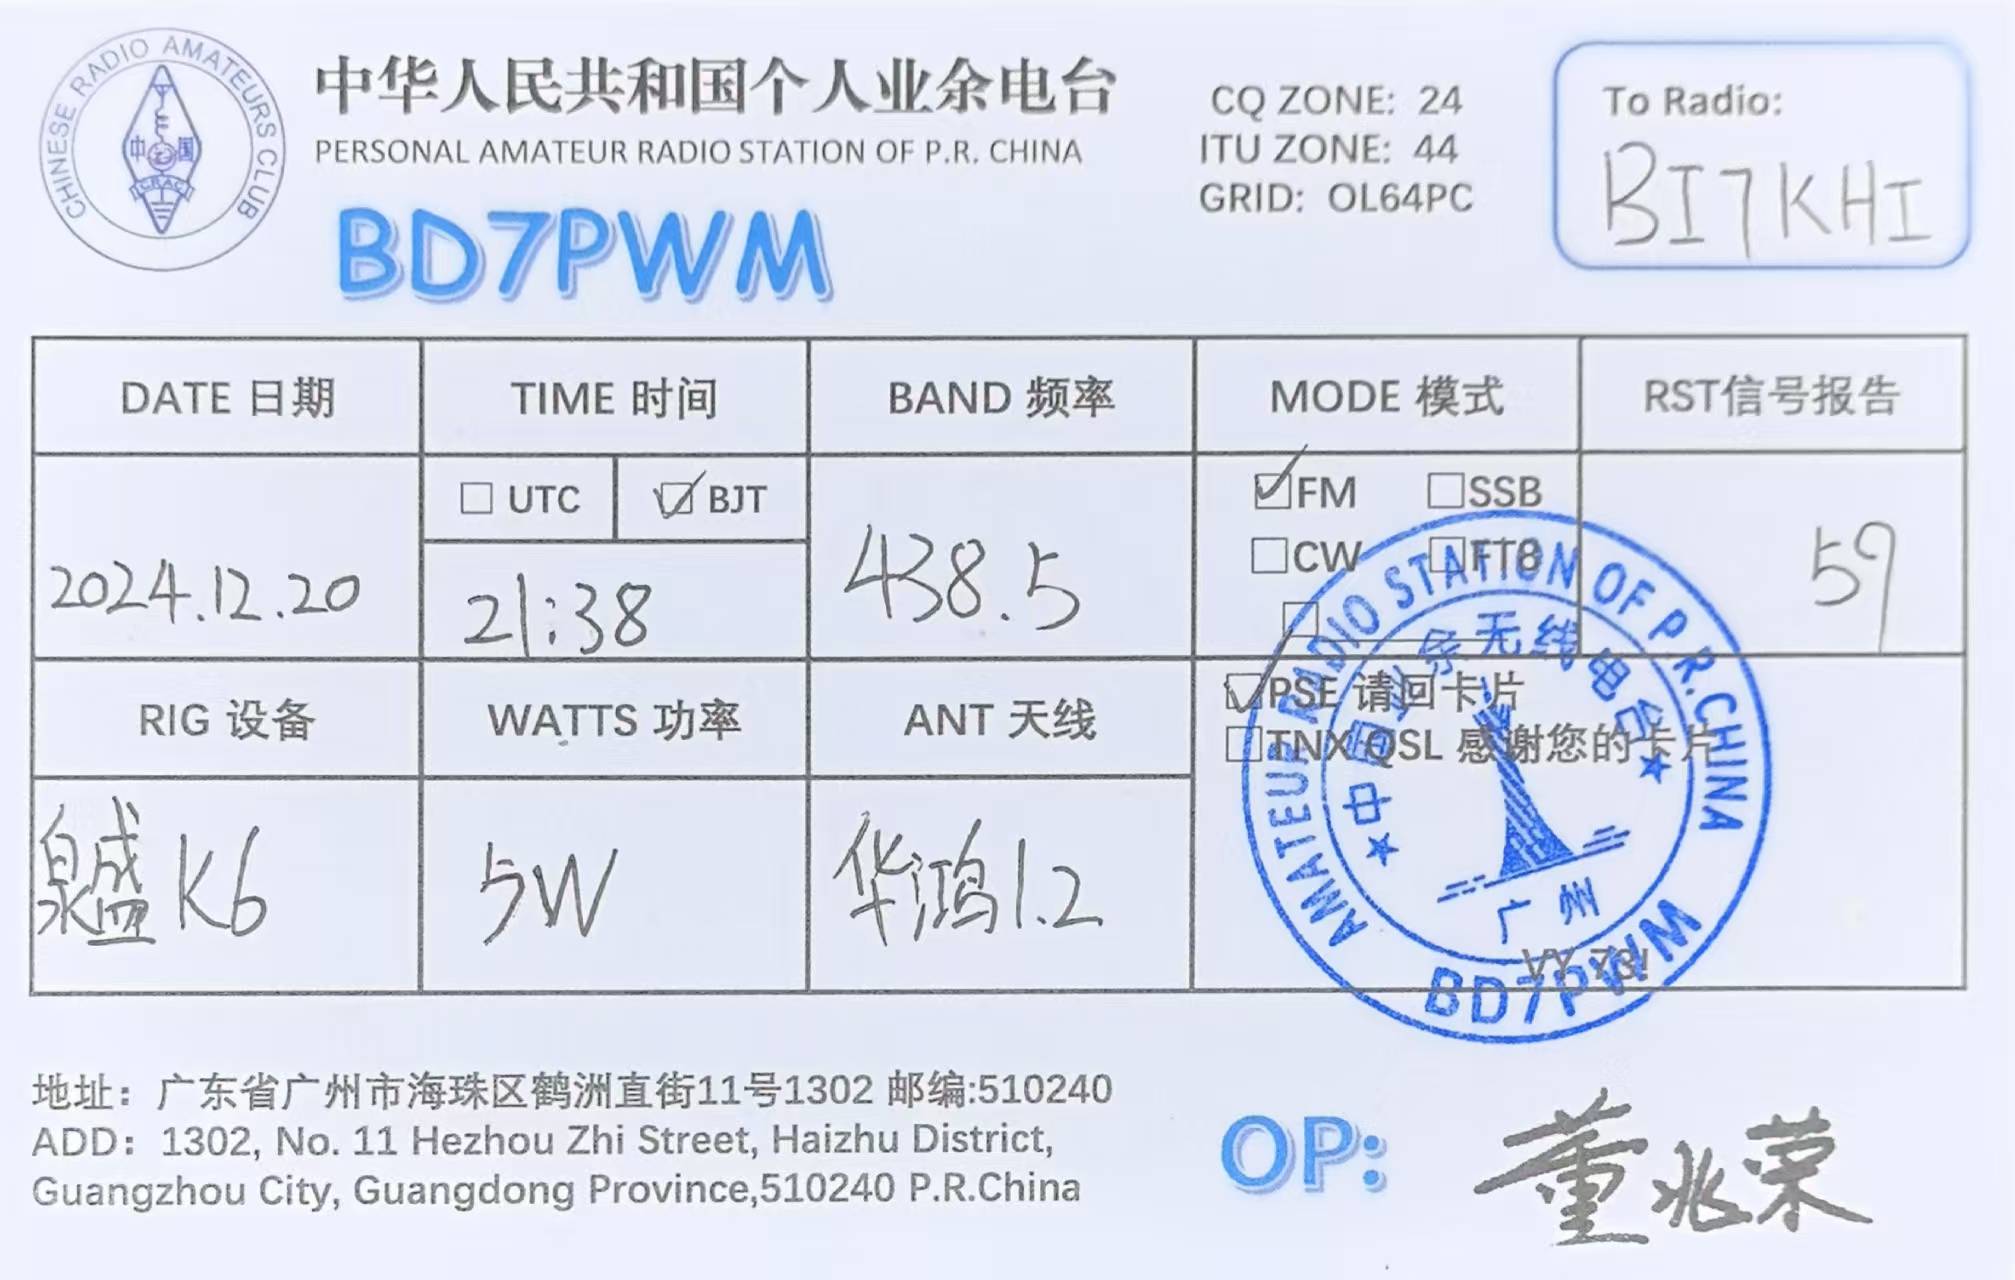 CHINESE RADIO AMATEURS CLUB
中国
CRAC
中华人民共和国个人业余电台
PERSONAL AMATEUR RADIO STATION OF P.R. CHINA
BD7PWM
CQ ZONE: 24
ITU ZONE: 44
GRID: OL64PC
To Radio:
BI7KHI
DATE 日期
TIME 时间
BAND 频率
MODE 模式
RST信号报告
2024.12.20
UTC
BJT
21:38
438.5
FM
SSB
CW
FT8
59
RIG 设备
WATTS 功率
ANT 天线
PSE 请回卡片
TNX QSL 感谢您的卡片
泉盛 K6
5W
华鸿1.2
VY 73!
AMATEUR RADIO STATION OF P.R.CHINA
中国业余无线电台
广州
BD7PWM
地址：广东省广州市海珠区鹤洲直街11号1302 邮编:510240
ADD：1302, No. 11 Hezhou Zhi Street, Haizhu District,
Guangzhou City, Guangdong Province,510240 P.R.China
OP:
董兆荣